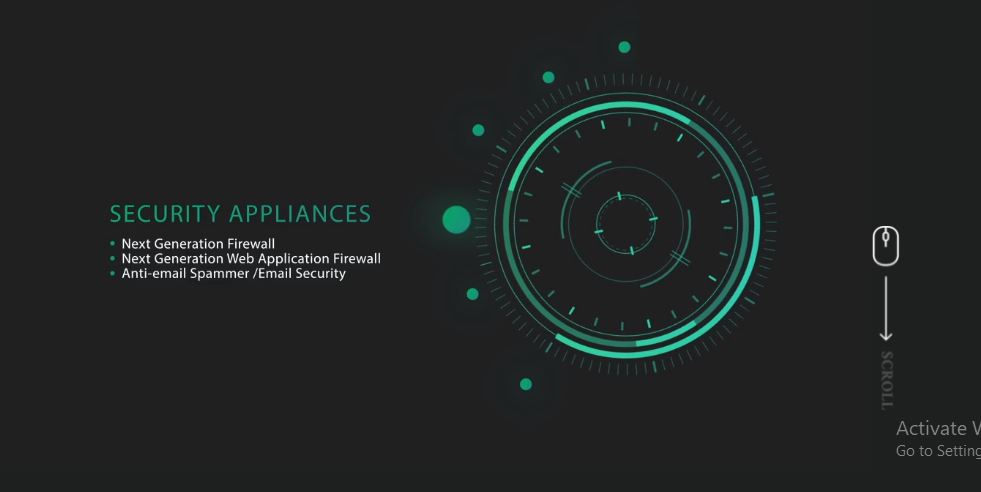 SECURITY APPLIANCES
Next Generation Firewall
Next Generation Web Application Firewall
Anti-email Spammer /Email Security
SCROLL
Activate
Go to Setting